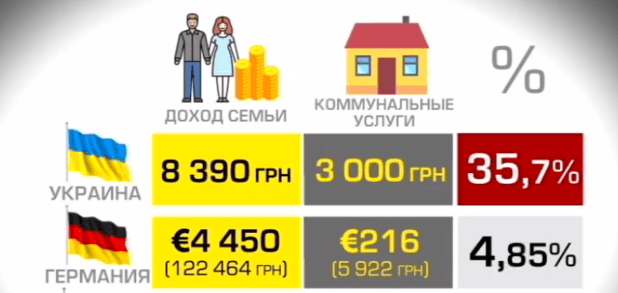 %
ДОХОД СЕМЬИ
КОММУНАЛЬНЫЕ
УСЛУГИ
УКРАИНА
8 390 ГРН
3 000 ГРН
35,7%
ГЕРМАНИЯ
€4 450
(122 464 ГРН)
€216
(5 922 ГРН)
4,85%